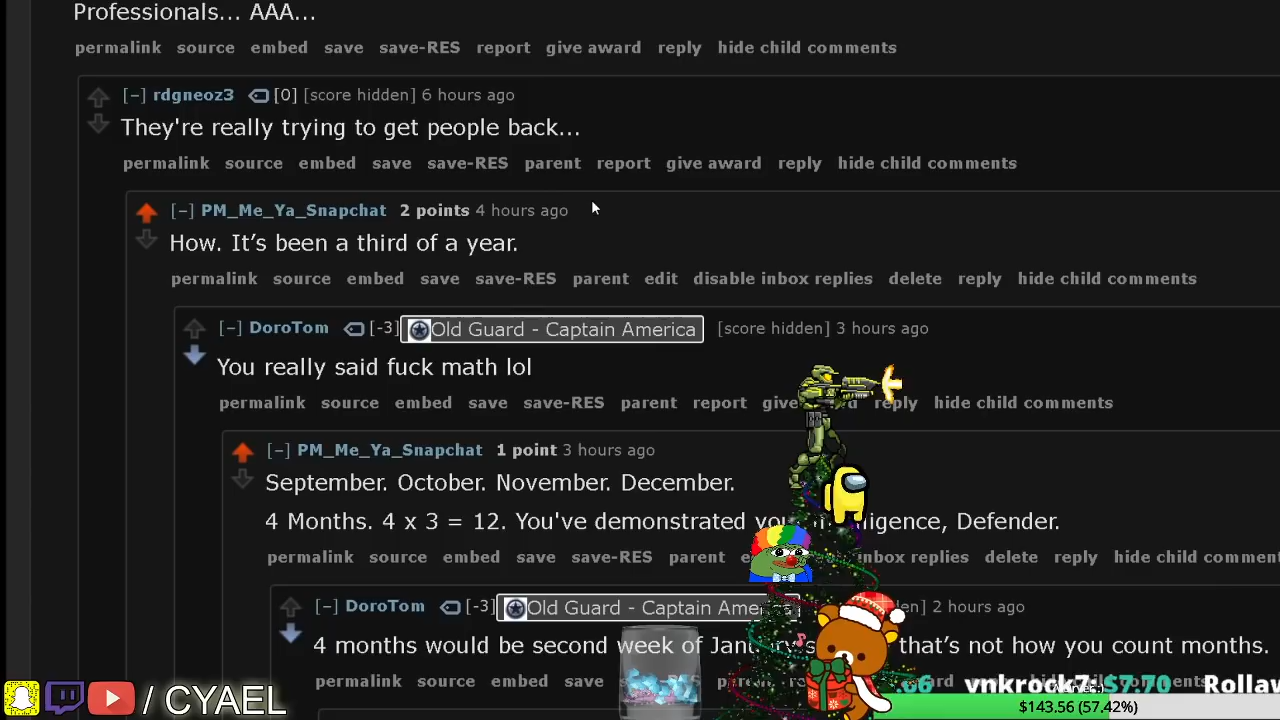 Professionals... AAA...
permalink source embed save save-RES report give award reply hide child comments
[–] rdgneoz3 [0] [score hidden] 6 hours ago
They're really trying to get people back...
permalink source embed save save-RES parent report give award reply hide child comments
[–] PM_Me_Ya_Snapchat 2 points 4 hours ago
How. It's been a third of a year.
permalink source embed save save-RES parent edit disable inbox replies delete reply hide child comments
[–] DoroTom [-3] Old Guard - Captain America [score hidden] 3 hours ago
You really said fuck math lol
permalink source embed save save-RES parent report give reply hide child comments
[–] PM_Me_Ya_Snapchat 1 point 3 hours ago
September. October. November. December.
4 Months. 4 x 3 = 12. You've demonstrated Defender.
permalink source embed save save-RES parent inbox replies delete reply hide child comment
[–] DoroTom [-3] Old Guard - Captain 2 hours ago
4 months would be second week of that's not how you count months.
permalink source embed save reply hide child comments
/ CYAEL
vnkrock7: $7.70 Rollaw
$143.56 (57.42%)